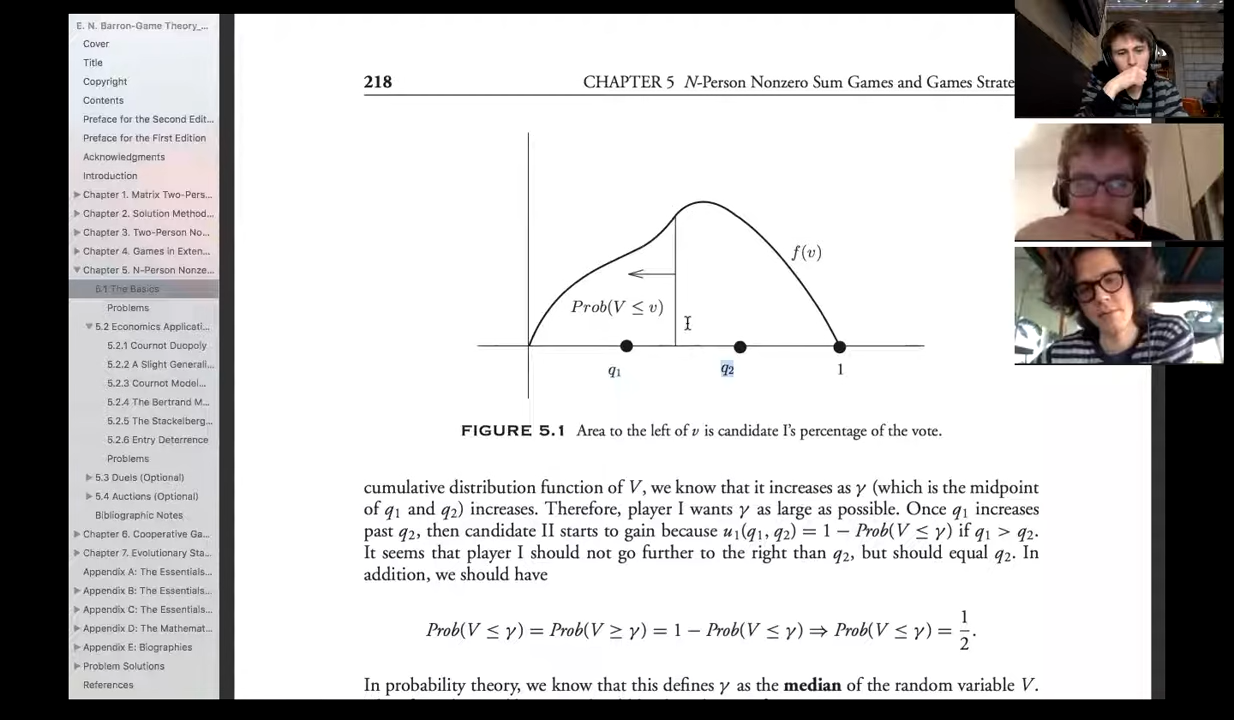 E. N. Barron-Game Theory_...
Cover
Title
Copyright
Contents
Preface for the Second Edit...
Preface for the First Edition
Acknowledgments
Introduction
Chapter 1. Matrix Two-Pers...
Chapter 2. Solution Method...
Chapter 3. Two-Person No...
Chapter 4. Games in Exten...
Chapter 5. N-Person Nonze...
5.1 The Basics
Problems
5.2 Economics Applicati...
5.2.1 Cournot Duopoly
5.2.2 A Slight Generali...
5.2.3 Cournot Model...
5.2.4 The Bertrand M...
5.2.5 The Stackelberg...
5.2.6 Entry Deterrence
Problems
5.3 Duels (Optional)
5.4 Auctions (Optional)
Bibliographic Notes
Chapter 6. Cooperative Ga...
Chapter 7. Evolutionary Sta...
Appendix A: The Essentials...
Appendix B: The Essentials...
Appendix C: The Essentials...
Appendix D: The Mathemat...
Appendix E: Biographies
Problem Solutions
References
218 CHAPTER 5 N-Person Nonzero Sum Games and Games Strate
f(v)
Prob(V ≤ v)
q₁ q₂ 1
FIGURE 5.1 Area to the left of v is candidate I's percentage of the vote.
cumulative distribution function of V, we know that it increases as γ (which is the midpoint
of q₁ and q₂) increases. Therefore, player I wants γ as large as possible. Once q₁ increases
past q₂, then candidate II starts to gain because u₁(q₁, q₂) = 1 − Prob(V ≤ γ) if q₁ > q₂.
It seems that player I should not go further to the right than q₂, but should equal q₂. In
addition, we should have
Prob(V ≤ γ) = Prob(V ≥ γ) = 1 − Prob(V ≤ γ) ⇒ Prob(V ≤ γ) = 1/2.
In probability theory, we know that this defines γ as the median of the random variable V.